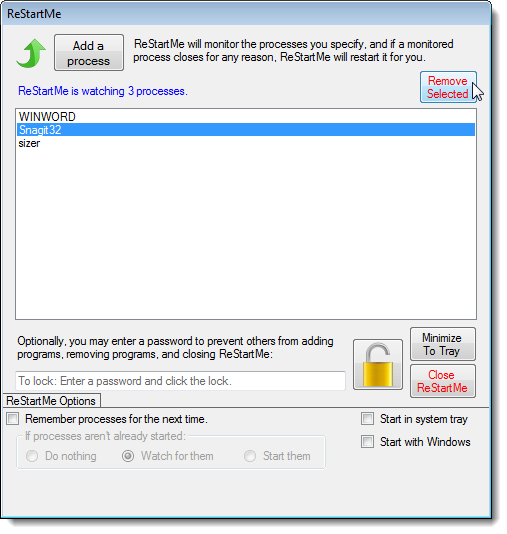 ReStartMe
Add a
process
ReStartMe will monitor the processes you specify, and if a monitored
process closes for any reason, ReStartMe will restart it for you.
Remove
Selected
ReStartMe is watching 3 processes.
WINWORD
Snagit32
sizer
Optionally, you may enter a password to prevent others from adding
programs, removing programs, and closing ReStartMe:
Minimize
To Tray
To lock: Enter a password and click the lock.
Close
ReStartMe
ReStartMe Options
Remember processes for the next time.
Start in system tray
If processes aren't already started:
Start with Windows
Do nothing
Watch for them
Start them